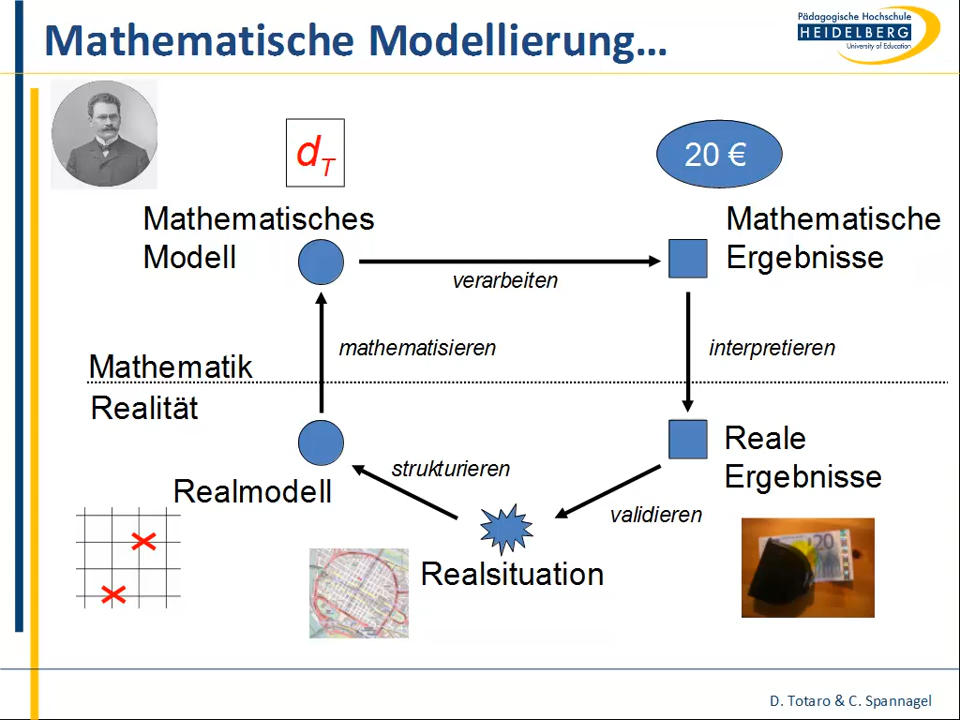 Mathematische Modellierung...
Pädagogische Hochschule
HEIDELBERG
University of Education
d_T
20 €
Mathematisches
Modell
Mathematische
Ergebnisse
verarbeiten
mathematisieren
interpretieren
Mathematik
Realität
Reale
Ergebnisse
strukturieren
Realmodell
validieren
Realsituation
20
D. Totaro & C. Spannagel